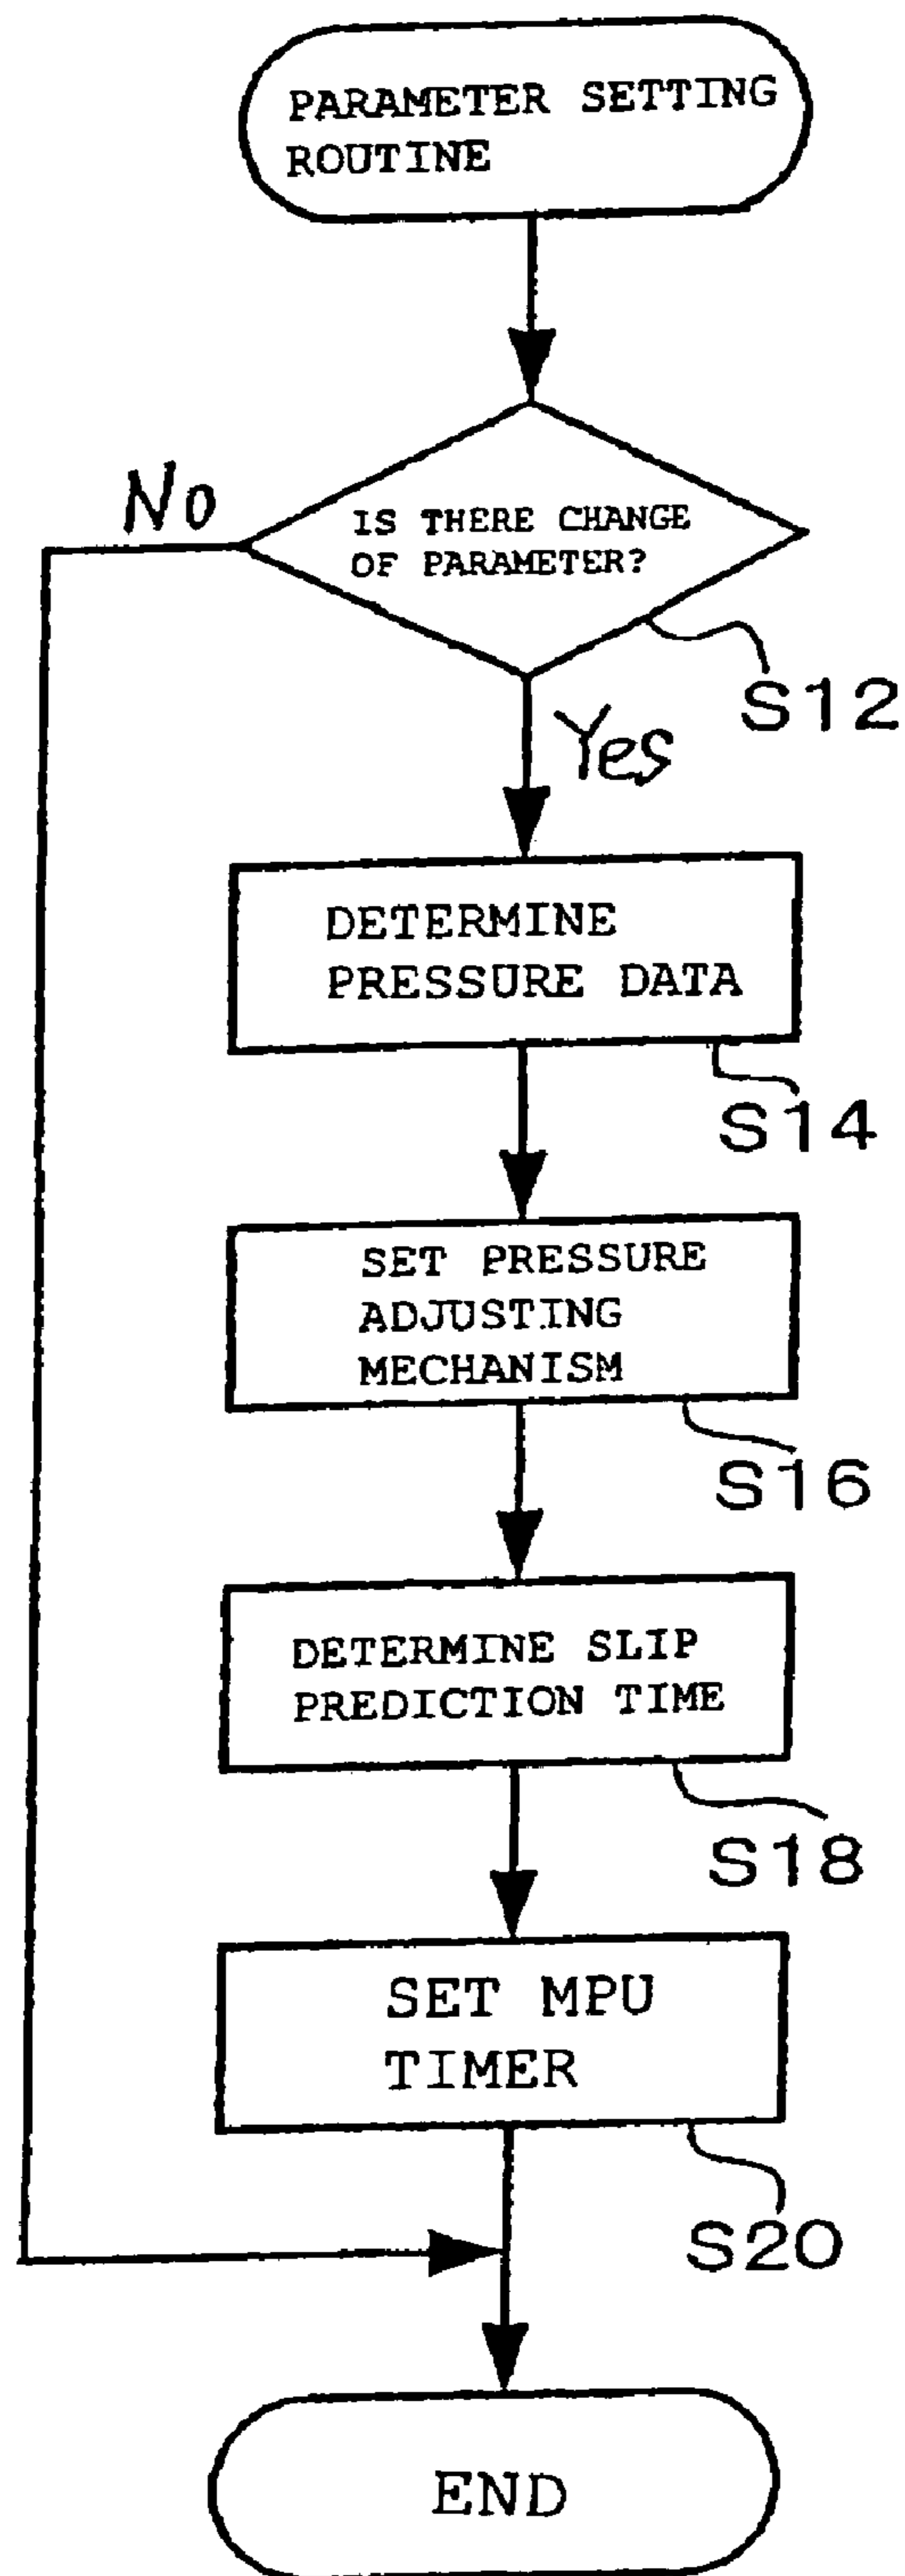 PARAMETER SETTING
ROUTINE
No
IS THERE CHANGE
OF PARAMETER?
S12
Yes
DETERMINE
PRESSURE DATA
S14
SET PRESSURE
ADJUSTING
MECHANISM
S16
DETERMINE SLIP
PREDICTION TIME
S18
SET MPU
TIMER
S20
END